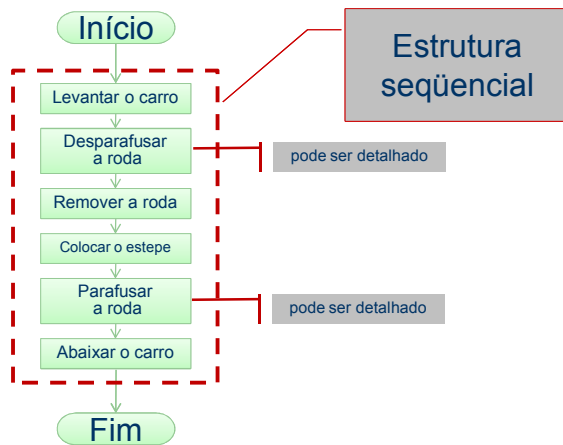 Início
Estrutura
seqüencial
Levantar o carro
Desparafusar
a roda
pode ser detalhado
Remover a roda
Colocar o estepe
Parafusar
a roda
pode ser detalhado
Abaixar o carro
Fim